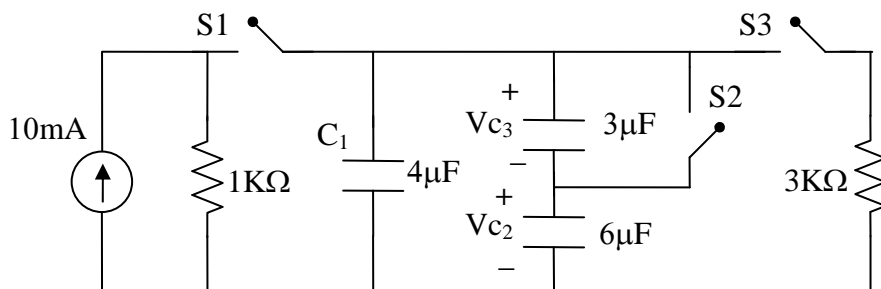 S1
S3
+
S2
10mA
C1
Vc3
3μF
–
1KΩ
4μF
+
3KΩ
Vc2
6μF
–